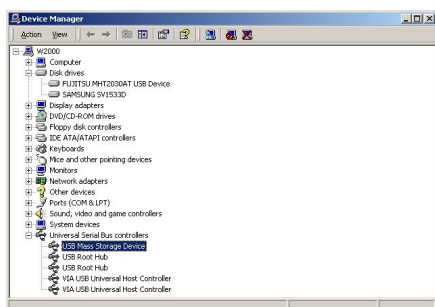 Device Manager
Action View
W2000
Computer
Disk drives
FUJITSU MHT2030AT USB Device
SAMSUNG SV1533D
Display adapters
DVD/CD-ROM drives
Floppy disk controllers
IDE ATA/ATAPI controllers
Keyboards
Mice and other pointing devices
Monitors
Network adapters
Other devices
Ports (COM & LPT)
Sound, video and game controllers
System devices
Universal Serial Bus controllers
USB Mass Storage Device
USB Root Hub
USB Root Hub
VIA USB Universal Host Controller
VIA USB Universal Host Controller